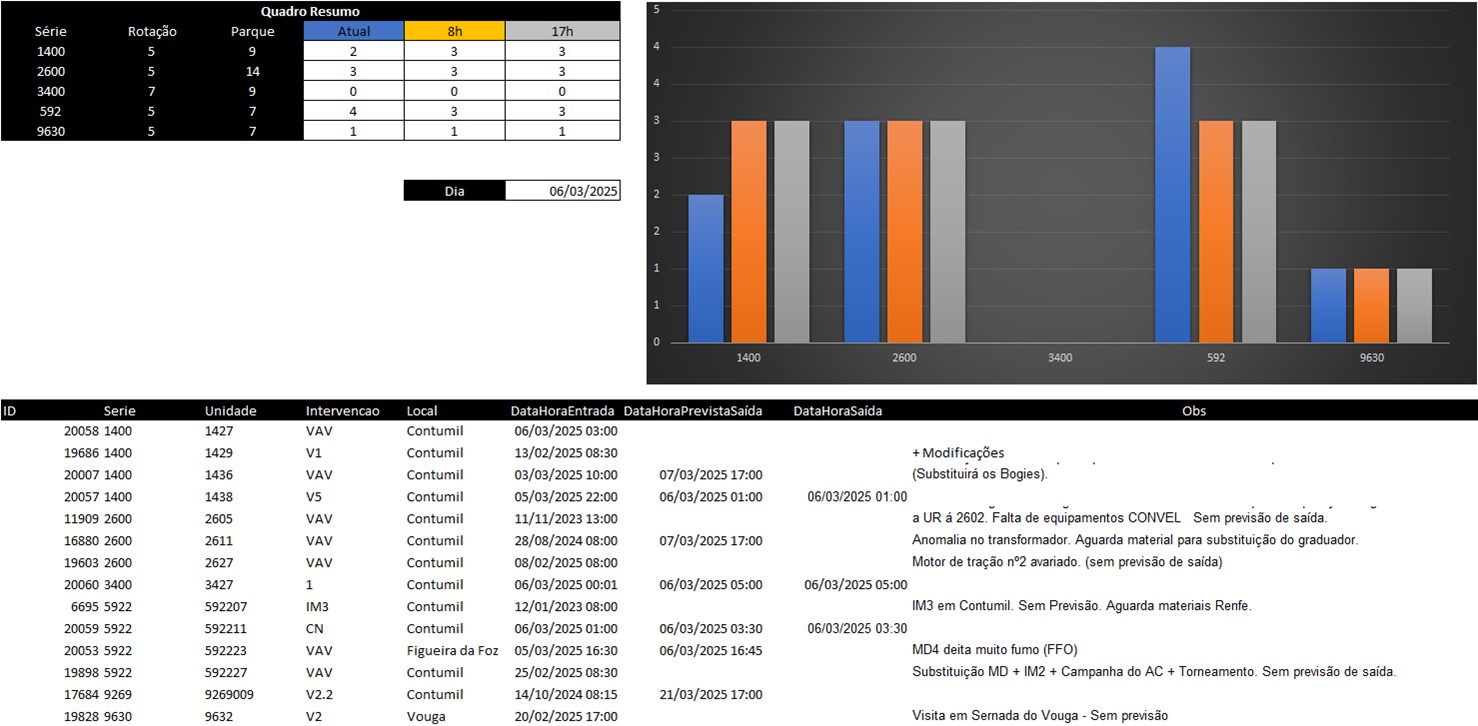 Quadro Resumo
Série Rotação Parque Atual 8h 17h
1400 5 9 2 3 3
2600 5 14 3 3 3
3400 7 9 0 0 0
592 5 7 4 3 3
9630 5 7 1 1 1
Dia 06/03/2025
5
4
4
3
3
2
2
1
1
0
1400 2600 3400 592 9630
ID Serie Unidade Intervencao Local DataHoraEntrada DataHoraPrevistaSaída DataHoraSaída Obs
20058 1400 1427 VAV Contumil 06/03/2025 03:00
19686 1400 1429 V1 Contumil 13/02/2025 08:30 + Modificações
20007 1400 1436 VAV Contumil 03/03/2025 10:00 07/03/2025 17:00 (Substituirá os Bogies).
20057 1400 1438 V5 Contumil 05/03/2025 22:00 06/03/2025 01:00 06/03/2025 01:00
11909 2600 2605 VAV Contumil 11/11/2023 13:00 a UR á 2602. Falta de equipamentos CONVEL Sem previsão de saída.
16880 2600 2611 VAV Contumil 28/08/2024 08:00 07/03/2025 17:00 Anomalia no transformador. Aguarda material para substituição do graduador.
19603 2600 2627 VAV Contumil 08/02/2025 08:00 Motor de tração nº2 avariado. (sem previsão de saída)
20060 3400 3427 1 Contumil 06/03/2025 00:01 06/03/2025 05:00 06/03/2025 05:00
6695 5922 592207 IM3 Contumil 12/01/2023 08:00 IM3 em Contumil. Sem Previsão. Aguarda materiais Renfe.
20059 5922 592211 CN Contumil 06/03/2025 01:00 06/03/2025 03:30 06/03/2025 03:30
20053 5922 592223 VAV Figueira da Foz 05/03/2025 16:30 06/03/2025 16:45 MD4 deita muito fumo (FFO)
19898 5922 592227 VAV Contumil 25/02/2025 08:30 Substituição MD + IM2 + Campanha do AC + Torneamento. Sem previsão de saída.
17684 9269 9269009 V2.2 Contumil 14/10/2024 08:15 21/03/2025 17:00
19828 9630 9632 V2 Vouga 20/02/2025 17:00 Visita em Sernada do Vouga - Sem previsão